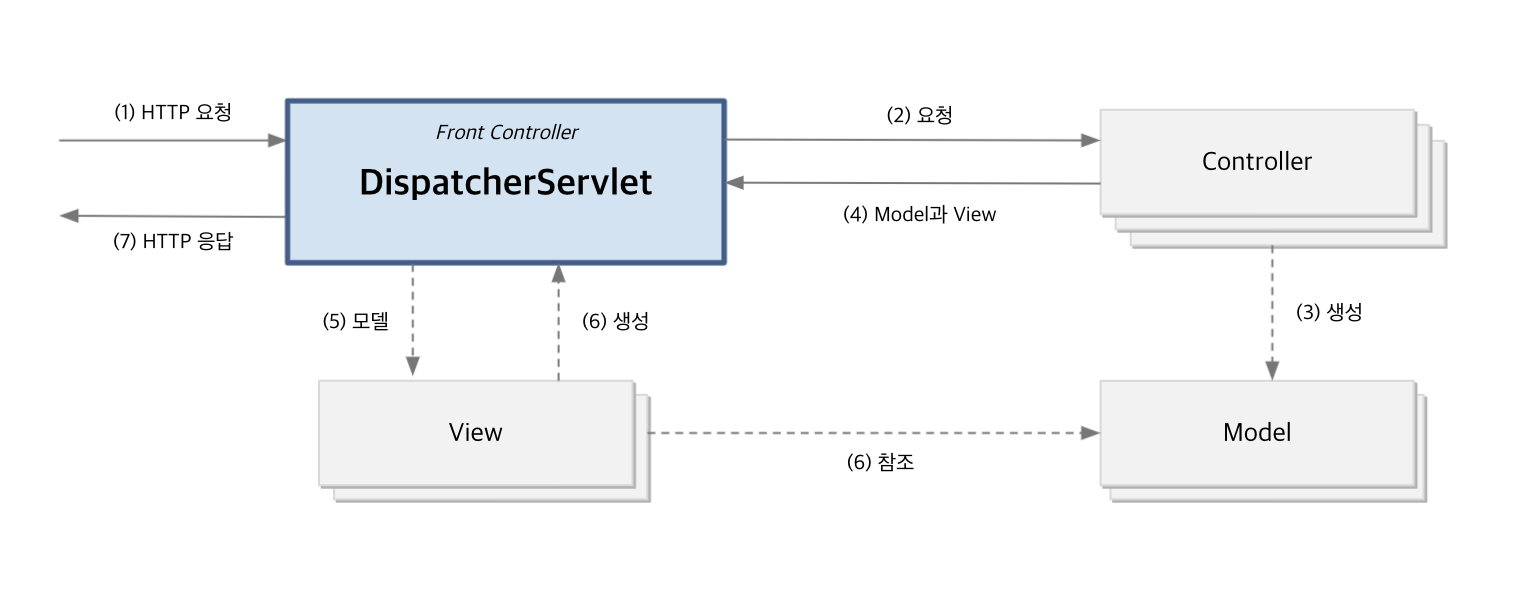 (1) HTTP 요청
Front Controller
DispatcherServlet
(2) 요청
Controller
(7) HTTP 응답
(4) Model과 View
(5) 모델
(6) 생성
(3) 생성
View
(6) 참조
Model